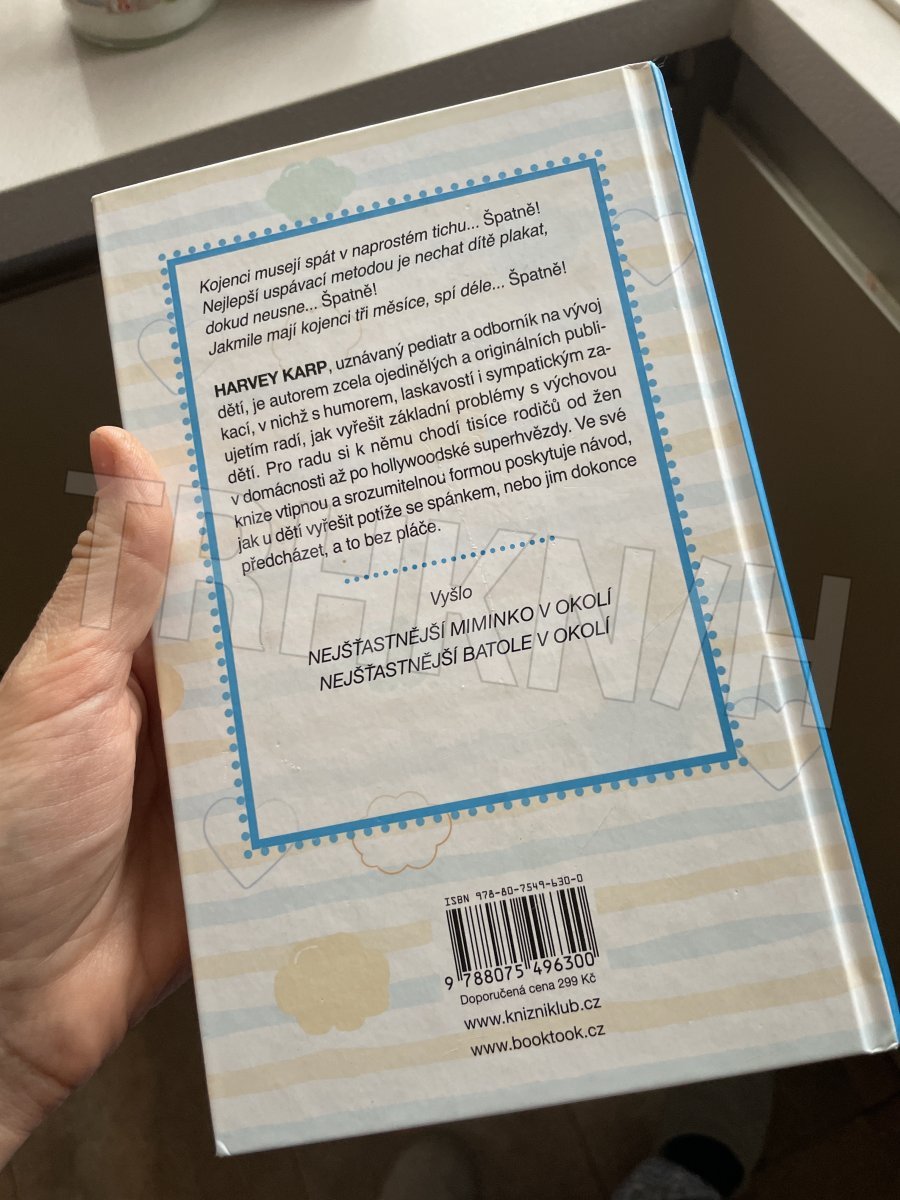 Kojenci musejí spát v naprostém tichu... Špatně!
Nejlepší uspávací metodou je nechat dítě plakat,
dokud neusne... Špatně!
Jakmile mají kojenci tři měsíce, spí déle... Špatně!
HARVEY KARP, uznávaný pediatr a odborník na vývoj
dětí, je autorem zcela ojedinělých a originálních publi-
kací, v nichž s humorem, laskavostí i sympatickým za-
ujetím radí, jak vyřešit základní problémy s výchovou
dětí. Pro radu si k němu chodí tisíce rodičů od žen
v domácnosti až po hollywoodské superhvězdy. Ve své
knize vtipnou a srozumitelnou formou poskytuje návod,
jak u dětí vyřešit potíže se spánkem, nebo jim dokonce
předcházet, a to bez pláče.
Vyšlo
NEJŠŤASTNĚJŠÍ MIMINKO V OKOLÍ
NEJŠŤASTNĚJŠÍ BATOLE V OKOLÍ
TRHKNIH
ISBN 978-80-7549-630-0
9 788075 496300
Doporučená cena 299 Kč
www.knizniklub.cz
www.booktook.cz